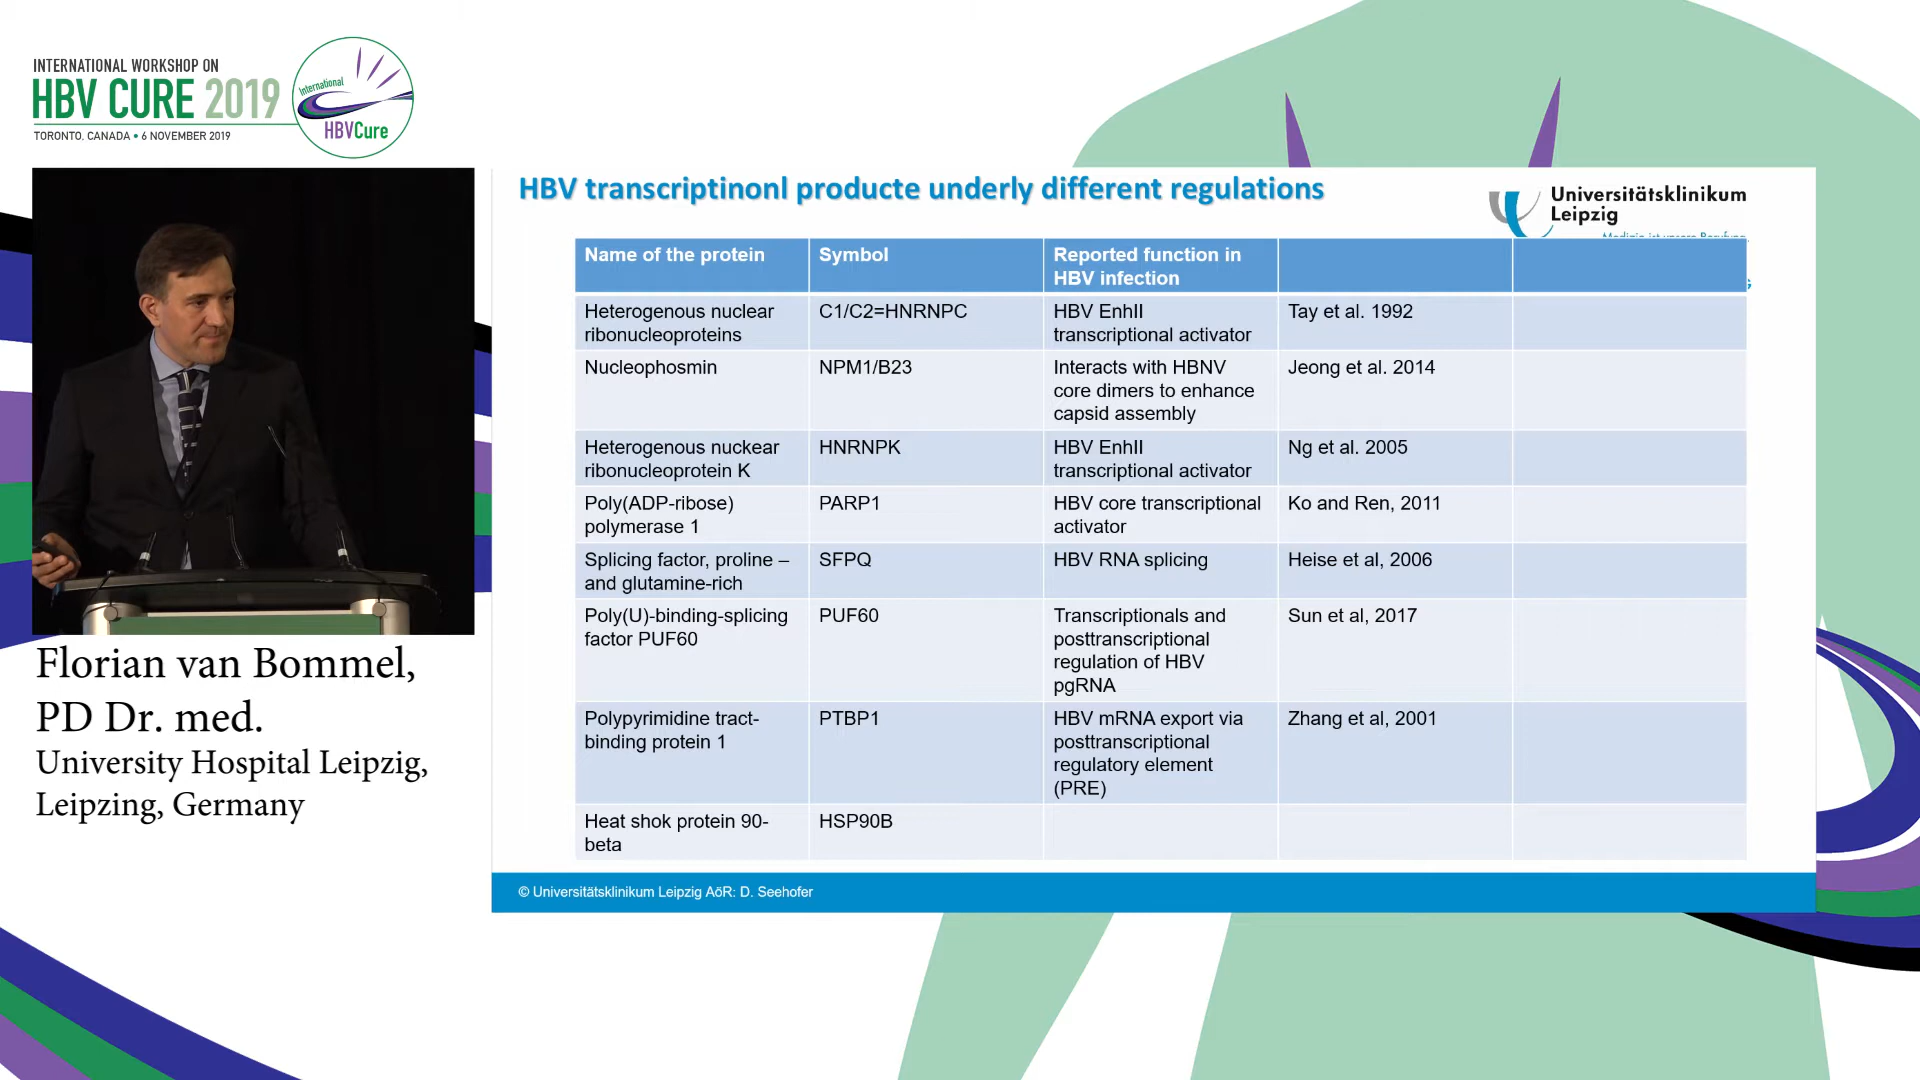 INTERNATIONAL WORKSHOP ON
HBV CURE 2019
TORONTO, CANADA • 6 NOVEMBER 2019
International
HBVCure
HBV transcriptinonl producte underly different regulations
Universitätsklinikum
Leipzig
Medizin ist unsere Berufung.
Name of the protein
Symbol
Reported function in
HBV infection
Heterogenous nuclear
ribonucleoproteins
C1/C2=HNRNPC
HBV EnhII
transcriptional activator
Tay et al. 1992
Nucleophosmin
NPM1/B23
Interacts with HBNV
core dimers to enhance
capsid assembly
Jeong et al. 2014
Heterogenous nuckear
ribonucleoprotein K
HNRNPK
HBV EnhII
transcriptional activator
Ng et al. 2005
Poly(ADP-ribose)
polymerase 1
PARP1
HBV core transcriptional
activator
Ko and Ren, 2011
Splicing factor, proline –
and glutamine-rich
SFPQ
HBV RNA splicing
Heise et al, 2006
Poly(U)-binding-splicing
factor PUF60
PUF60
Transcriptionals and
posttranscriptional
regulation of HBV
pgRNA
Sun et al, 2017
Polypyrimidine tract-
binding protein 1
PTBP1
HBV mRNA export via
posttranscriptional
regulatory element
(PRE)
Zhang et al, 2001
Heat shok protein 90-
beta
HSP90B
© Universitätsklinikum Leipzig AöR: D. Seehofer
Florian van Bommel,
PD Dr. med.
University Hospital Leipzig,
Leipzing, Germany